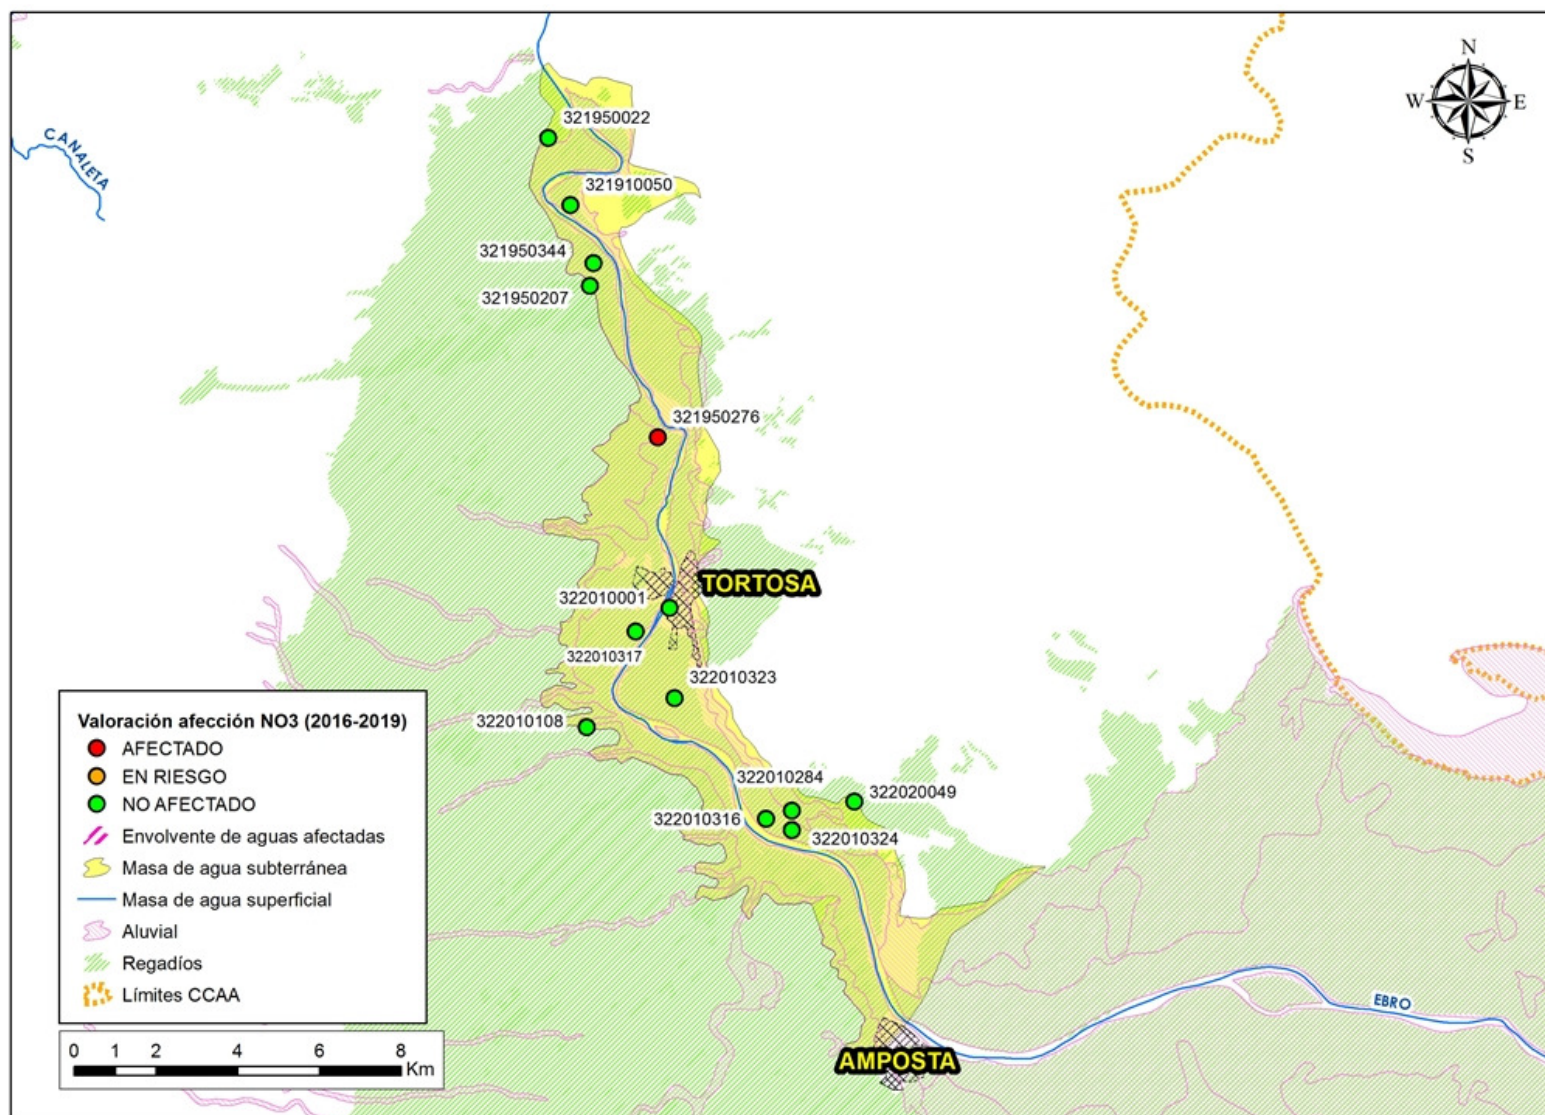 N
W
E
S
CANALETA
321950022
321910050
321950344
321950207
321950276
TORTOSA
322010001
322010317
322010323
322010108
322010284
322020049
322010316
322010324
EBRO
AMPOSTA
Valoración afección NO3 (2016-2019)
AFECTADO
EN RIESGO
NO AFECTADO
Envolvente de aguas afectadas
Masa de agua subterránea
Masa de agua superficial
Aluvial
Regadíos
Límites CCAA
0 1 2 4 6 8
Km